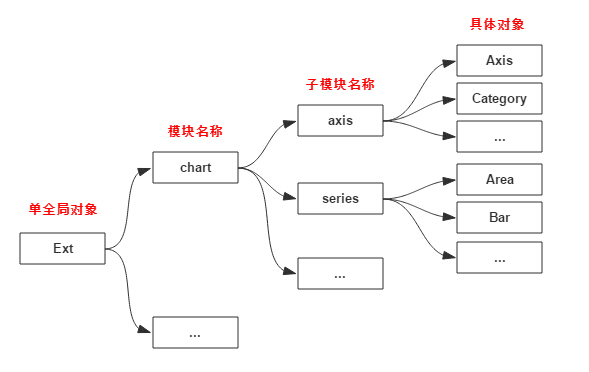 具体对象
Axis
子模块名称
Category
axis
模块名称
...
chart
Area
series
单全局对象
Bar
Ext
...
...
...